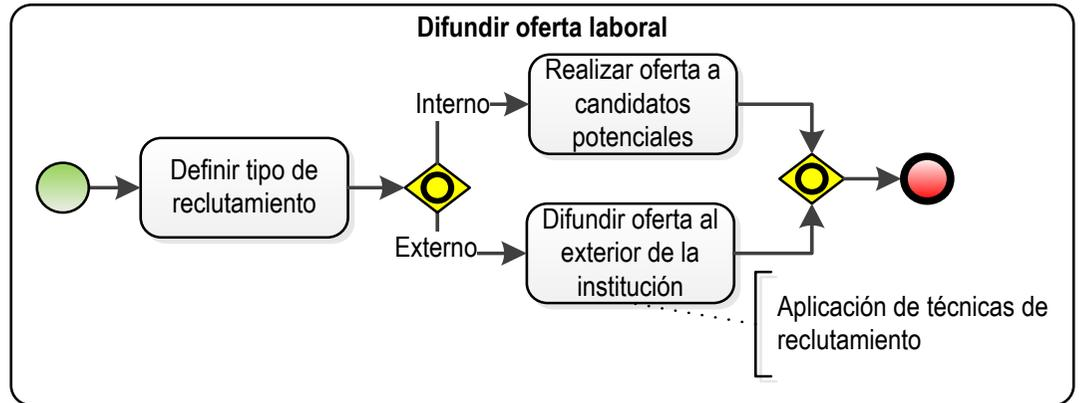 Difundir oferta laboral
Definir tipo de
reclutamiento
Interno
Realizar oferta a
candidatos
potenciales
Externo
Difundir oferta al
exterior de la
institución
Aplicación de técnicas de
reclutamiento